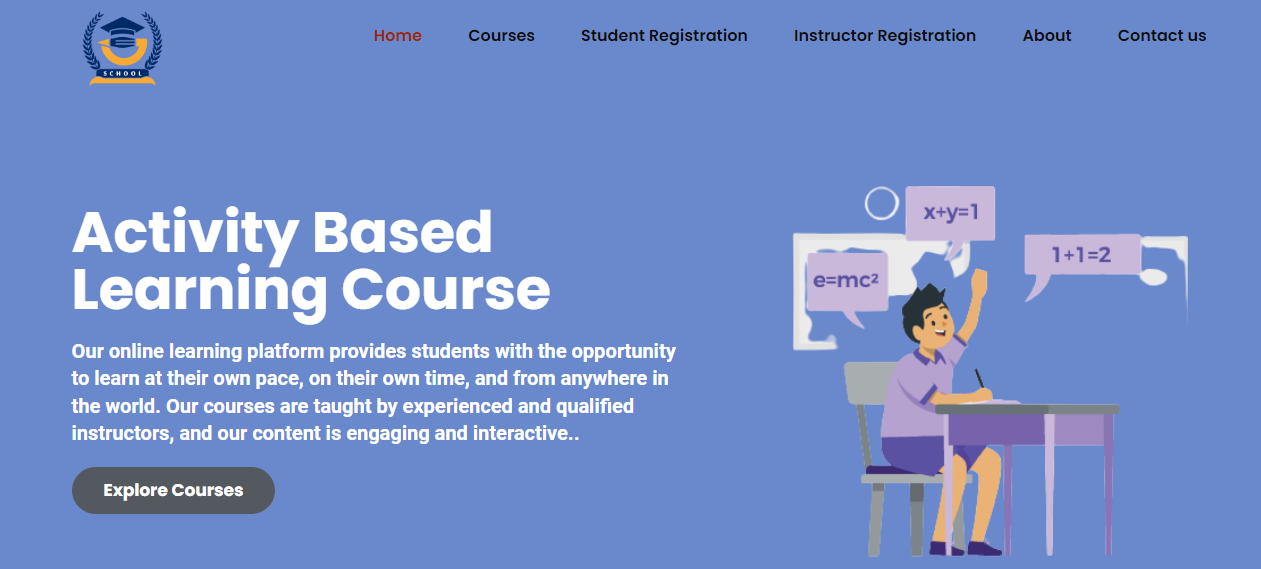 SCHOOL
Home Courses Student Registration Instructor Registration About Contact us
Activity Based
Learning Course
Our online learning platform provides students with the opportunity
to learn at their own pace, on their own time, and from anywhere in
the world. Our courses are taught by experienced and qualified
instructors, and our content is engaging and interactive..
Explore Courses
x+y=1
1+1=2
e=mc²